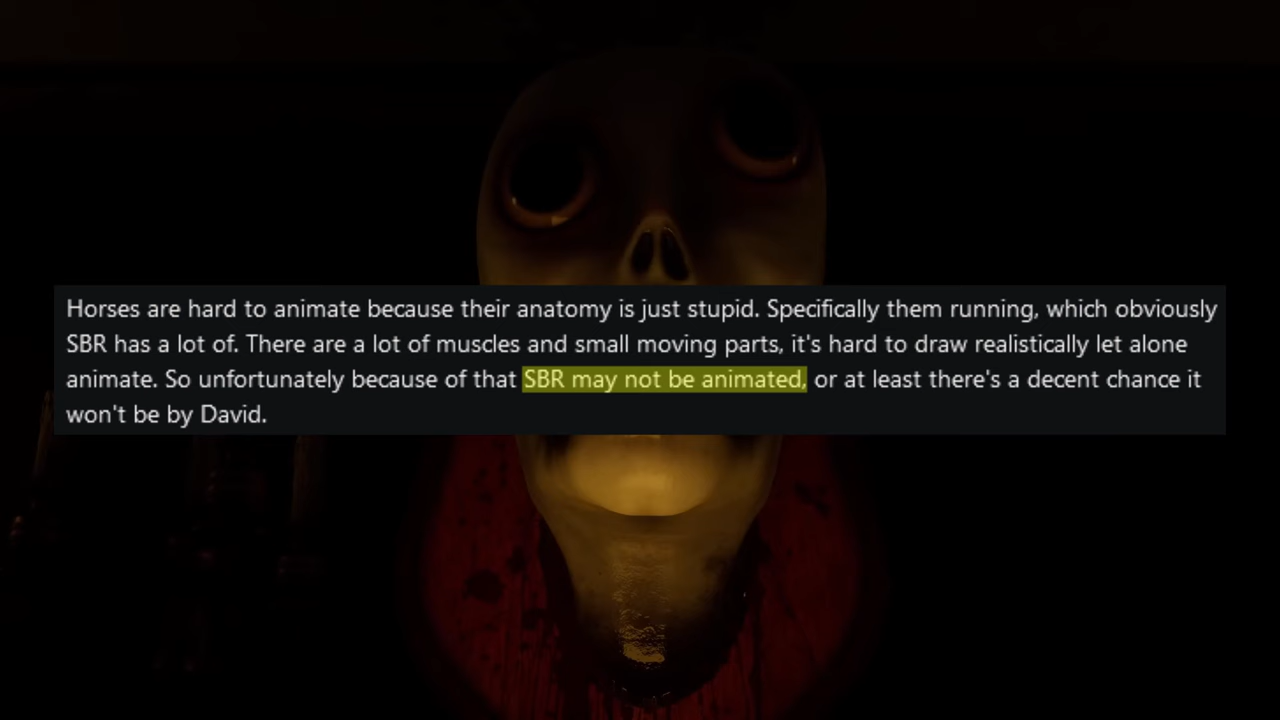 Horses are hard to animate because their anatomy is just stupid. Specifically them running, which obviously
SBR has a lot of. There are a lot of muscles and small moving parts, it's hard to draw realistically let alone
animate. So unfortunately because of that SBR may not be animated, or at least there's a decent chance it
won't be by David.